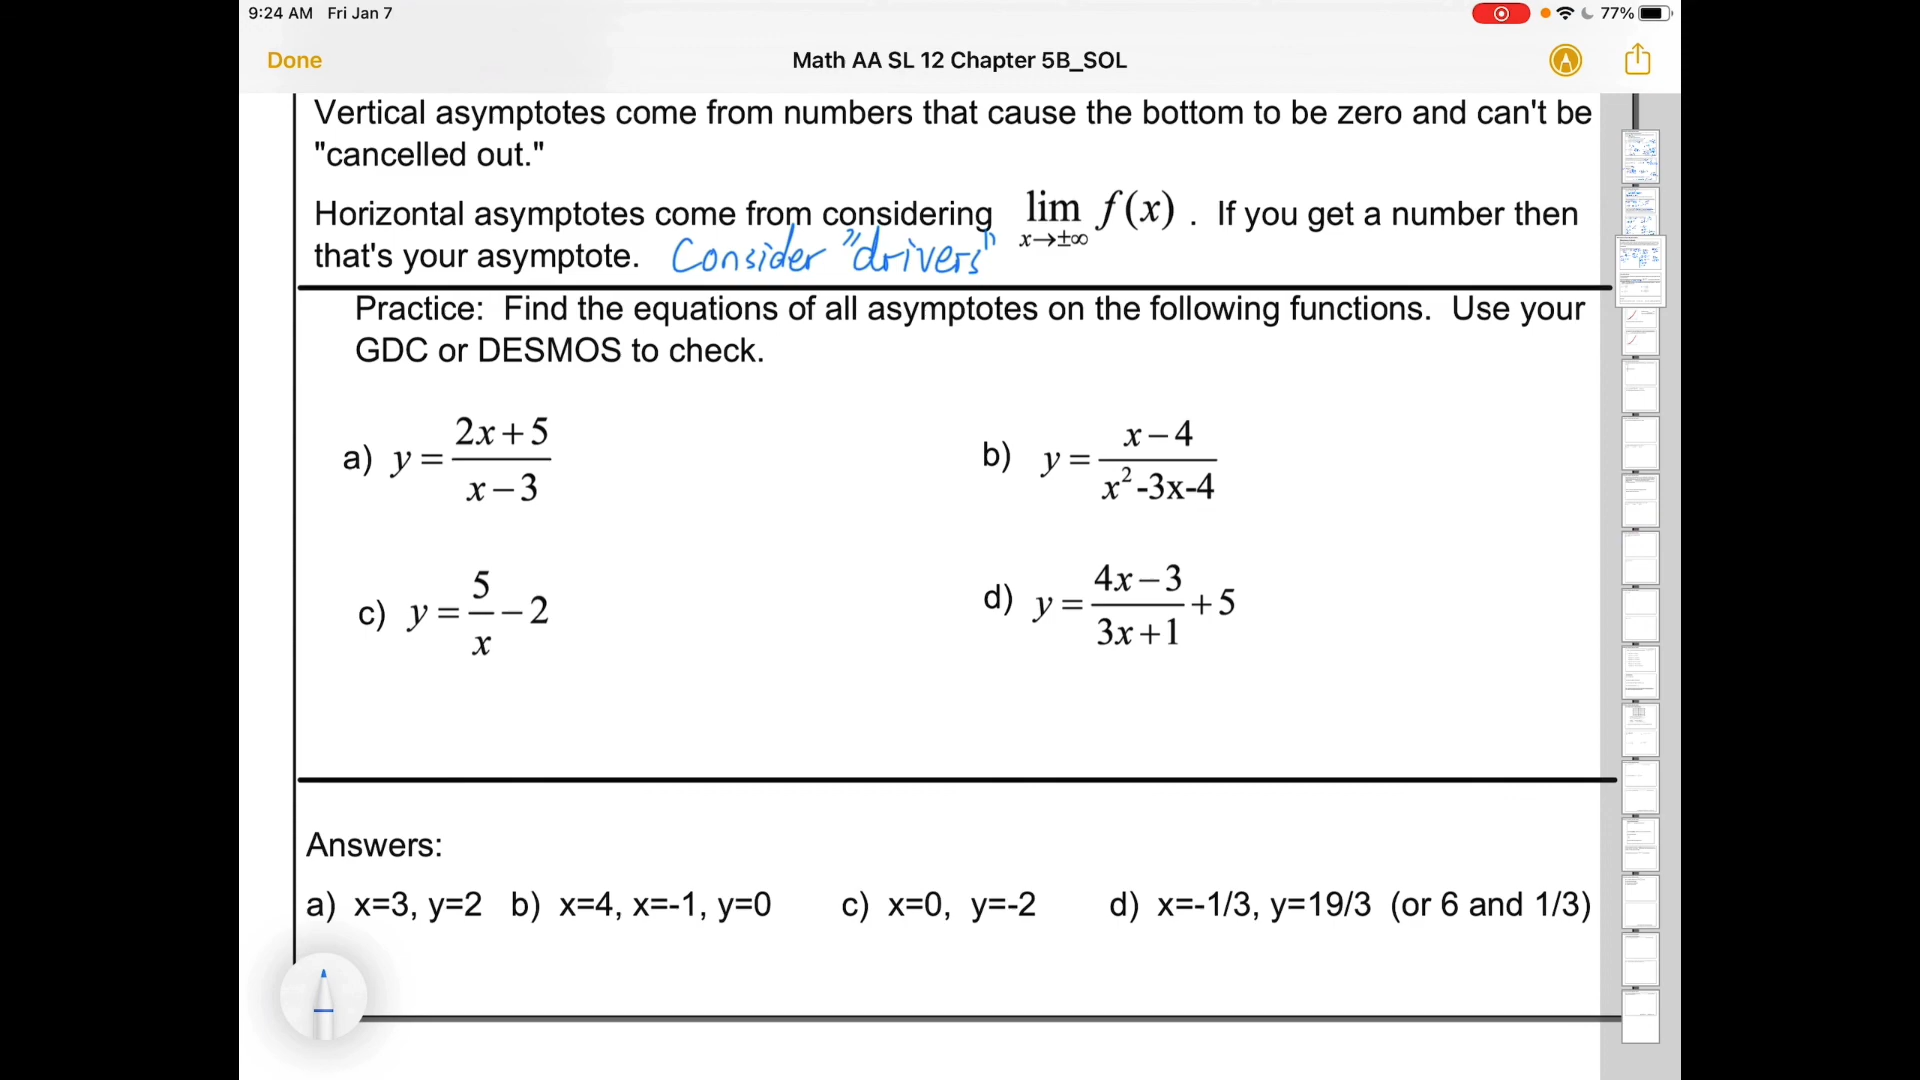 9:24 AM Fri Jan 7
77%
Done
Math AA SL 12 Chapter 5B_SOL
Vertical asymptotes come from numbers that cause the bottom to be zero and can't be
"cancelled out."
Horizontal asymptotes come from considering lim x→±∞ f(x) . If you get a number then
that's your asymptote. Consider "drivers"
Practice: Find the equations of all asymptotes on the following functions. Use your
GDC or DESMOS to check.
a) y = (2x+5)/(x−3)
b) y = (x−4)/(x²-3x-4)
c) y = 5/x − 2
d) y = (4x−3)/(3x+1) + 5
Answers:
a) x=3, y=2 b) x=4, x=-1, y=0 c) x=0, y=-2 d) x=-1/3, y=19/3 (or 6 and 1/3)